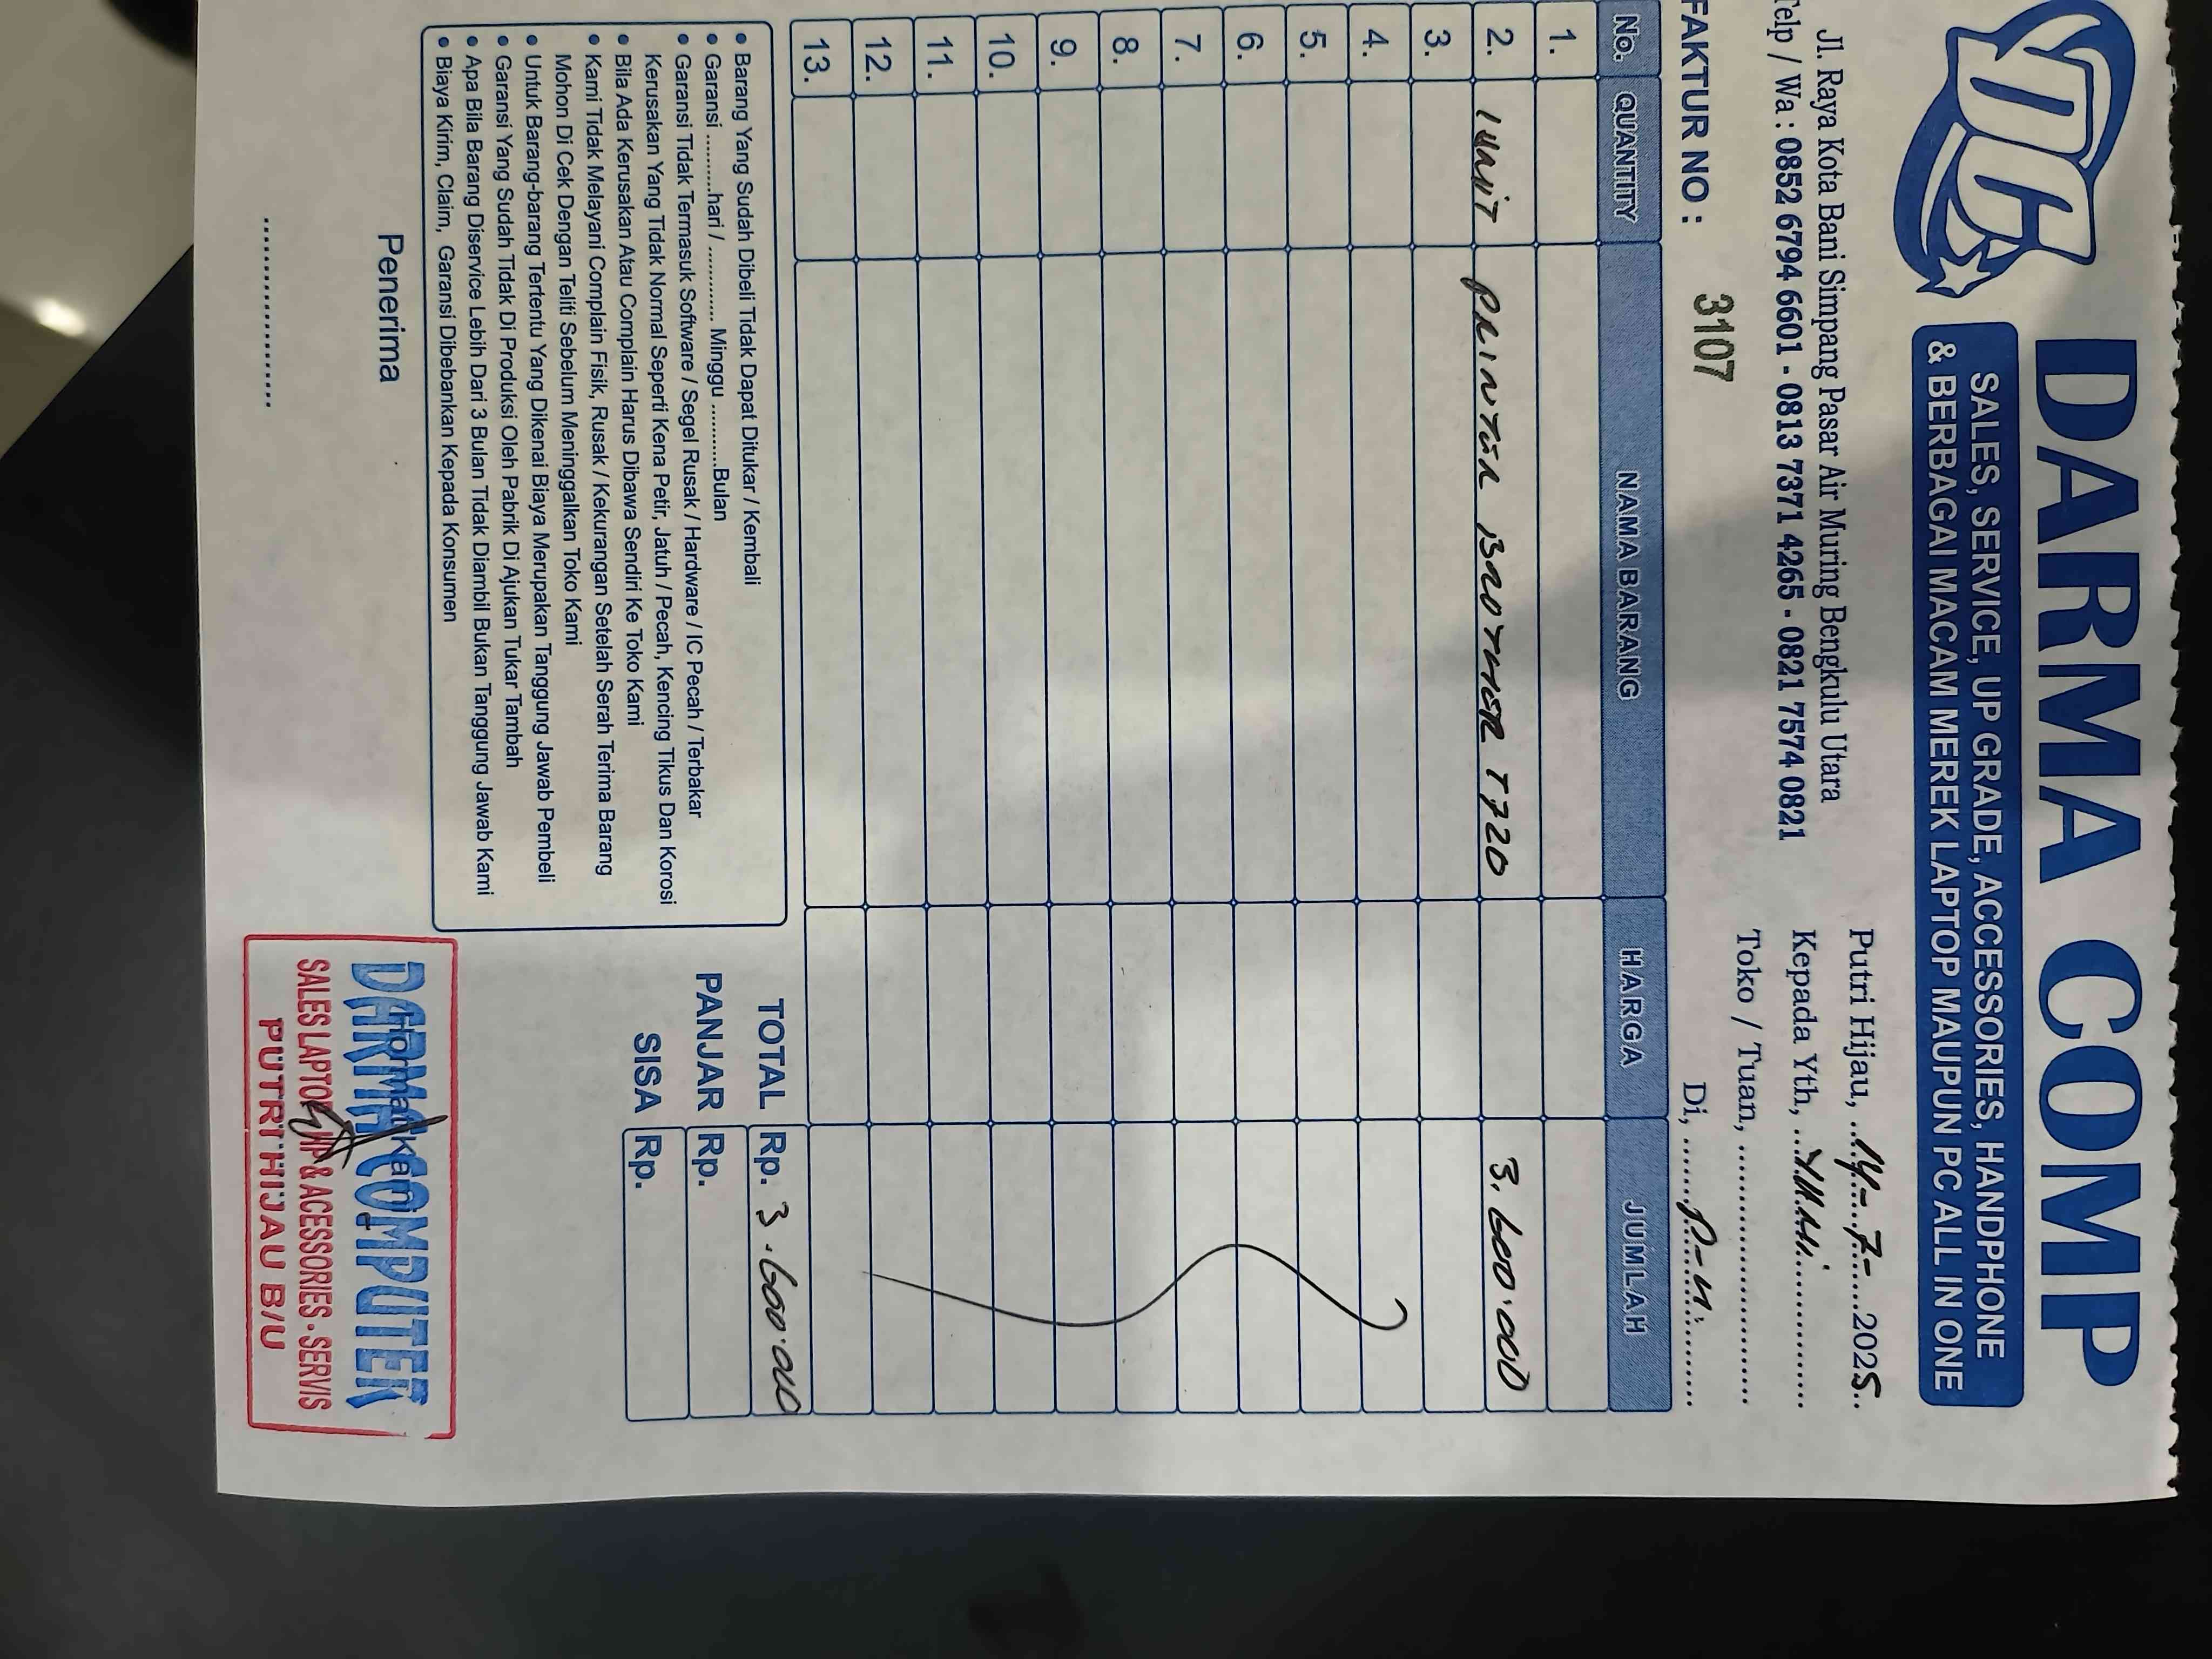 DC
DARMA COMP
SALES, SERVICE, UP GRADE, ACCESSORIES, HANDPHONE
& BERBAGAI MACAM MEREK LAPTOP MAUPUN PC ALL IN ONE
Jl. Raya Kota Bani Simpang Pasar Air Muring Bengkulu Utara
Telp / Wa : 0852 6794 6601 - 0813 7371 4265 - 0821 7574 0821
Putri Hijau, ..14-7-.....2025..
Kepada Yth, ...
Toko / Tuan, ..............................
FAKTUR NO : 3107
Di, .......P-H...........
No. QUANTITY NAMA BARANG HARGA JUMLAH
1.
2. 1 UNIT PRINTER BROTHER T720 3.600.000
3.
4.
5.
6.
7.
8.
9.
10.
11.
12.
13.
TOTAL Rp. 3.600.000
PANJAR Rp.
SISA Rp.
• Barang Yang Sudah Dibeli Tidak Dapat Ditukar / Kembali
• Garansi ..........hari / ............. Minggu ...........Bulan
• Garansi Tidak Termasuk Software / Segel Rusak / Hardware / IC Pecah / Terbakar
Kerusakan Yang Tidak Normal Seperti Kena Petir, Jatuh / Pecah, Kencing Tikus Dan Korosi
• Bila Ada Kerusakan Atau Complain Harus Dibawa Sendiri Ke Toko Kami
• Kami Tidak Melayani Complain Fisik, Rusak / Kekurangan Setelah Serah Terima Barang
Mohon Di Cek Dengan Teliti Sebelum Meninggalkan Toko Kami
• Untuk Barang-barang Tertentu Yang Dikenai Biaya Merupakan Tanggung Jawab Pembeli
• Garansi Yang Sudah Tidak Di Produksi Oleh Pabrik Di Ajukan Tukar Tambah
• Apa Bila Barang Diservice Lebih Dari 3 Bulan Tidak Diambil Bukan Tanggung Jawab Kami
• Biaya Kirim, Claim, Garansi Dibebankan Kepada Konsumen
Penerima
Hormat Kami
DARMA COMPUTER
SALES LAPTOP HP & ACESSORIES . SERVIS
PUTRI HIJAU B/U